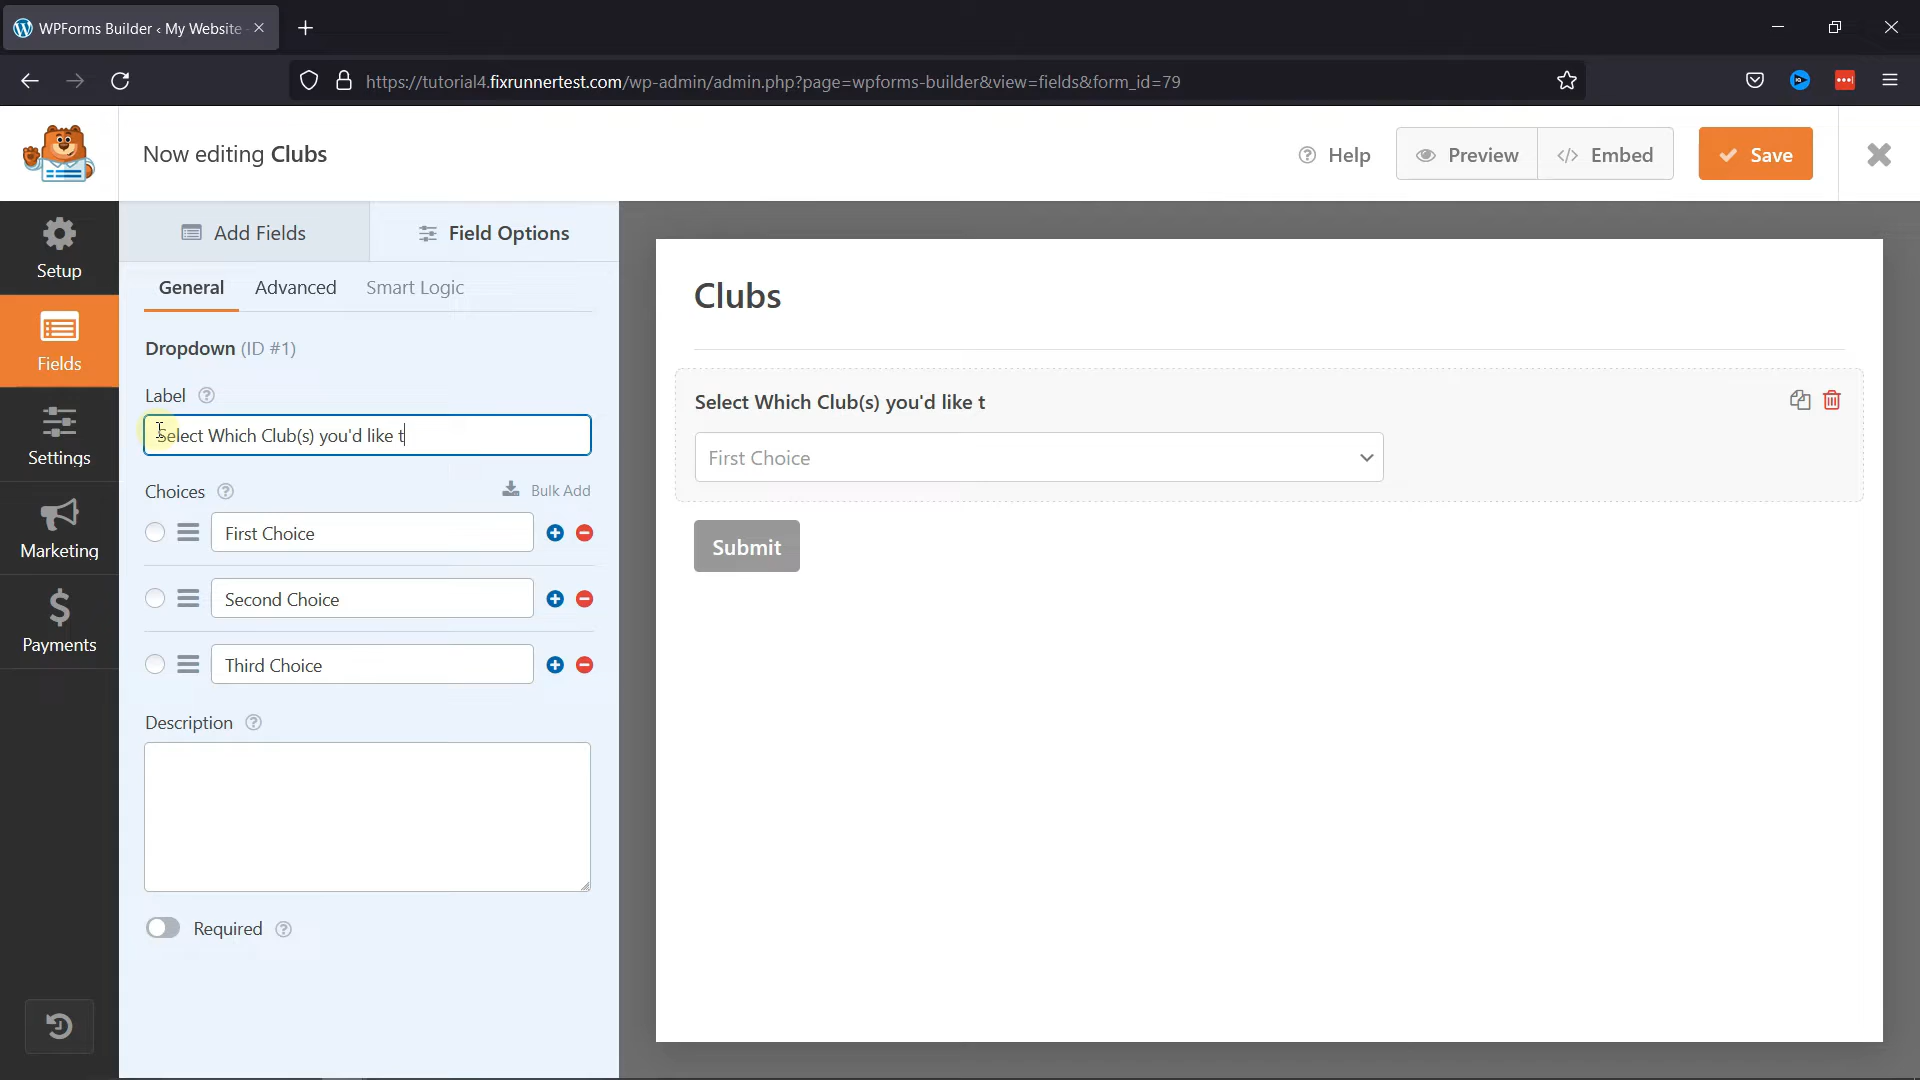 WPForms Builder ‹ My Website -
https://tutorial4.fixrunnertest.com/wp-admin/admin.php?page=wpforms-builder&view=fields&form_id=79
Now editing Clubs
Help
Preview
Embed
Save
Setup
Fields
Settings
Marketing
Payments
Add Fields
Field Options
General
Advanced
Smart Logic
Dropdown (ID #1)
Label
Select Which Club(s) you'd like t
Choices
Bulk Add
First Choice
Second Choice
Third Choice
Description
Required
Clubs
Select Which Club(s) you'd like t
First Choice
Submit